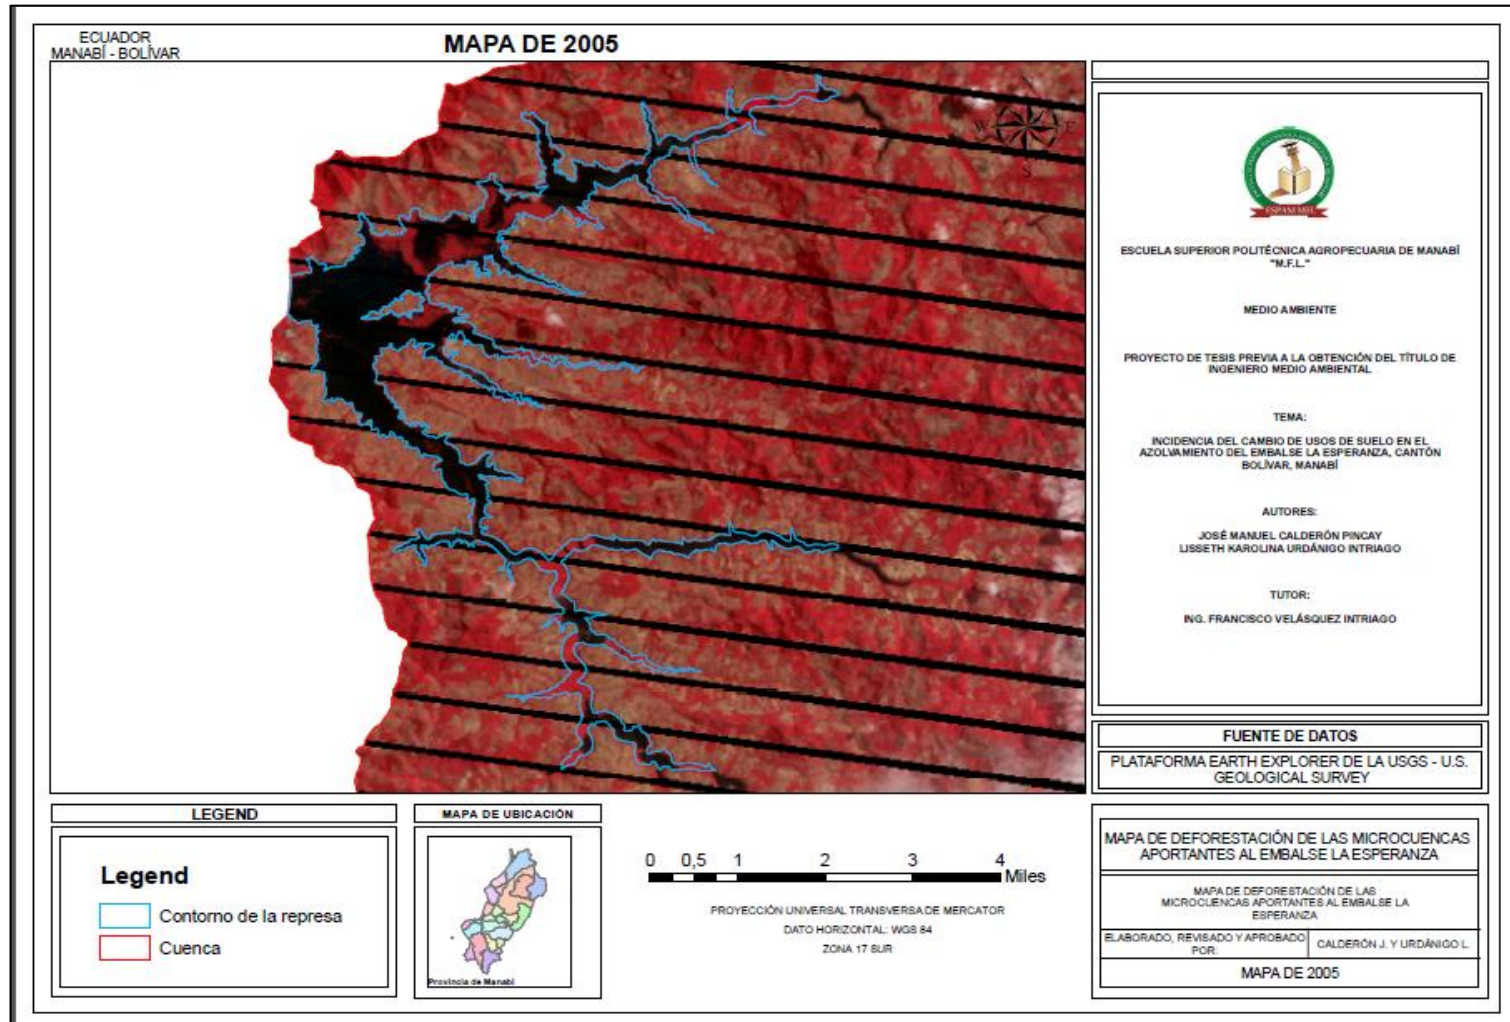 ECUADOR
MANABÍ - BOLÍVAR
MAPA DE 2005
W
E
S
ESPAM MFL
ESCUELA SUPERIOR POLITÉCNICA AGROPECUARIA DE MANABÍ
"M.F.L."
MEDIO AMBIENTE
PROYECTO DE TESIS PREVIA A LA OBTENCIÓN DEL TÍTULO DE
INGENIERO MEDIO AMBIENTAL
TEMA:
INCIDENCIA DEL CAMBIO DE USOS DE SUELO EN EL
AZOLVAMIENTO DEL EMBALSE LA ESPERANZA, CANTÓN
BOLÍVAR, MANABÍ
AUTORES:
JOSÉ MANUEL CALDERÓN PINCAY
LISSETH KAROLINA URDÁNIGO INTRIAGO
TUTOR:
ING. FRANCISCO VELÁSQUEZ INTRIAGO
FUENTE DE DATOS
PLATAFORMA EARTH EXPLORER DE LA USGS - U.S.
GEOLOGICAL SURVEY
LEGEND
Legend
Contorno de la represa
Cuenca
MAPA DE UBICACIÓN
Provincia de Manabí
0 0,5 1 2 3 4
Miles
PROYECCIÓN UNIVERSAL TRANSVERSA DE MERCATOR
DATO HORIZONTAL: WGS 84
ZONA 17 SUR
MAPA DE DEFORESTACIÓN DE LAS MICROCUENCAS
APORTANTES AL EMBALSE LA ESPERANZA
MAPA DE DEFORESTACIÓN DE LAS
MICROCUENCAS APORTANTES AL EMBALSE LA
ESPERANZA
ELABORADO, REVISADO Y APROBADO
POR:
CALDERÓN J. Y URDÁNIGO L.
MAPA DE 2005